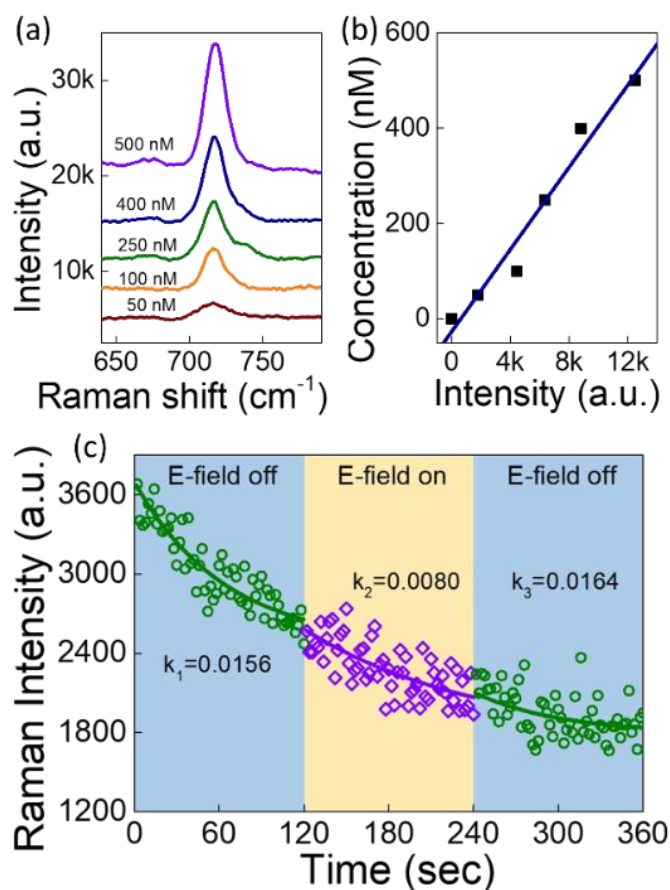 (a)
Intensity (a.u.)
30k
20k
10k
500 nM
400 nM
250 nM
100 nM
50 nM
650 700 750
Raman shift (cm⁻¹)
(b)
Concentration (nM)
600
400
200
0
0 4k 8k 12k
Intensity (a.u.)
(c)
Raman Intensity (a.u.)
3600
3000
2400
1800
1200
E-field off E-field on E-field off
k₁=0.0156
k₂=0.0080
k₃=0.0164
0 60 120 180 240 300 360
Time (sec)